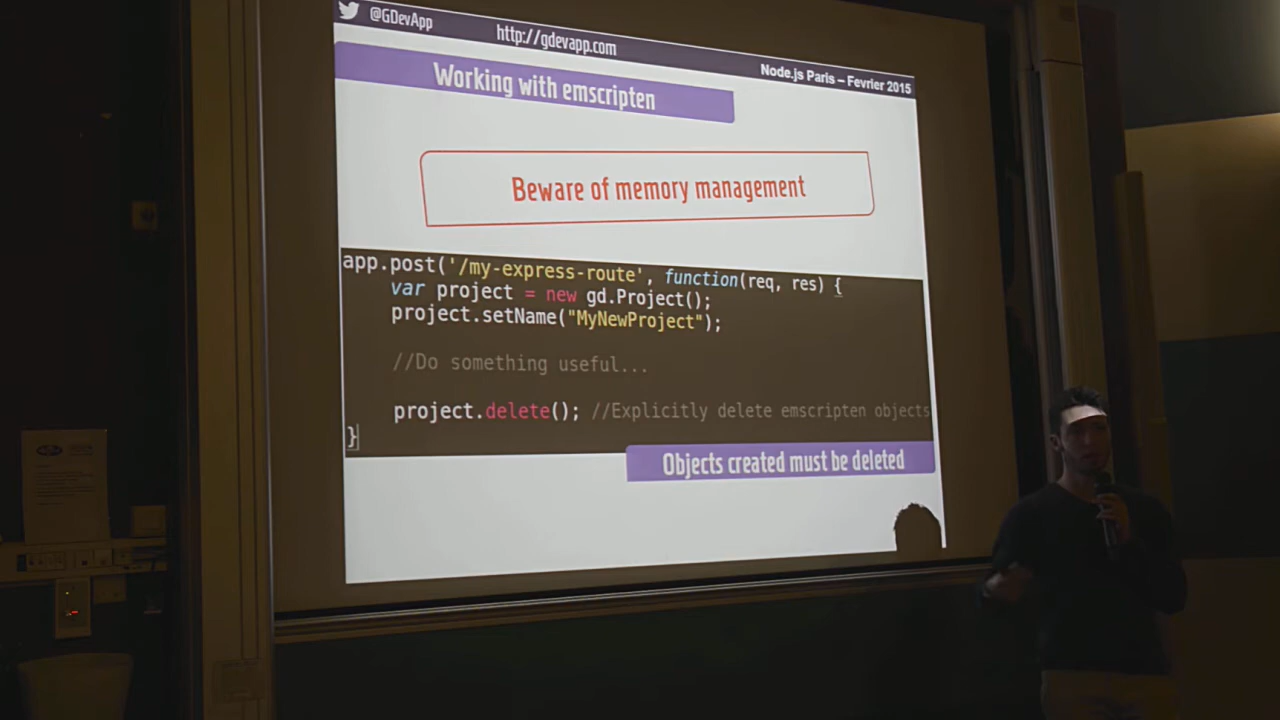 @GDevApp
http://gdevapp.com
Node.js Paris – Fevrier 2015
Working with emscripten
Beware of memory management
app.post('/my-express-route', function(req, res) {
    var project = new gd.Project();
    project.setName("MyNewProject");
    //Do something useful...
    project.delete(); //Explicitly delete emscripten objects
}
Objects created must be deleted